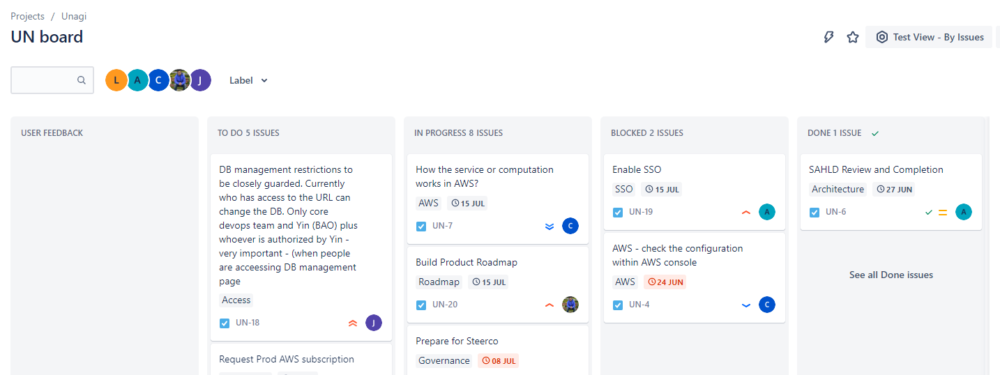 Projects / Unagi
UN board
Test View - By Issues
L A C J
Label
USER FEEDBACK
TO DO 5 ISSUES
DB management restrictions to
be closely guarded. Currently
who has access to the URL can
change the DB. Only core
devops team and Yin (BAO) plus
whoever is authorized by Yin -
very important - (when people
are acceessing DB management
page
Access
UN-18
J
Request Prod AWS subscription
IN PROGRESS 8 ISSUES
How the service or computation
works in AWS?
AWS 15 JUL
UN-7
C
Build Product Roadmap
Roadmap 15 JUL
UN-20
Prepare for Steerco
Governance 08 JUL
BLOCKED 2 ISSUES
Enable SSO
SSO 15 JUL
UN-19
A
AWS - check the configuration
within AWS console
AWS 24 JUN
UN-4
C
DONE 1 ISSUE
SAHLD Review and Completion
Architecture 27 JUN
UN-6
A
See all Done issues